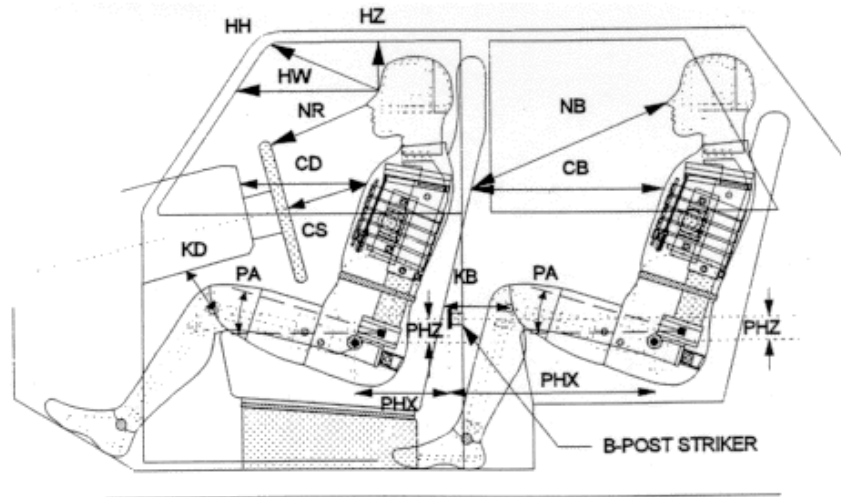 HZ
HH
HW
NR
NB
CD
CB
CS
KD
PA
KB
PA
PHZ
PHZ
PHX
PHX
B-POST STRIKER